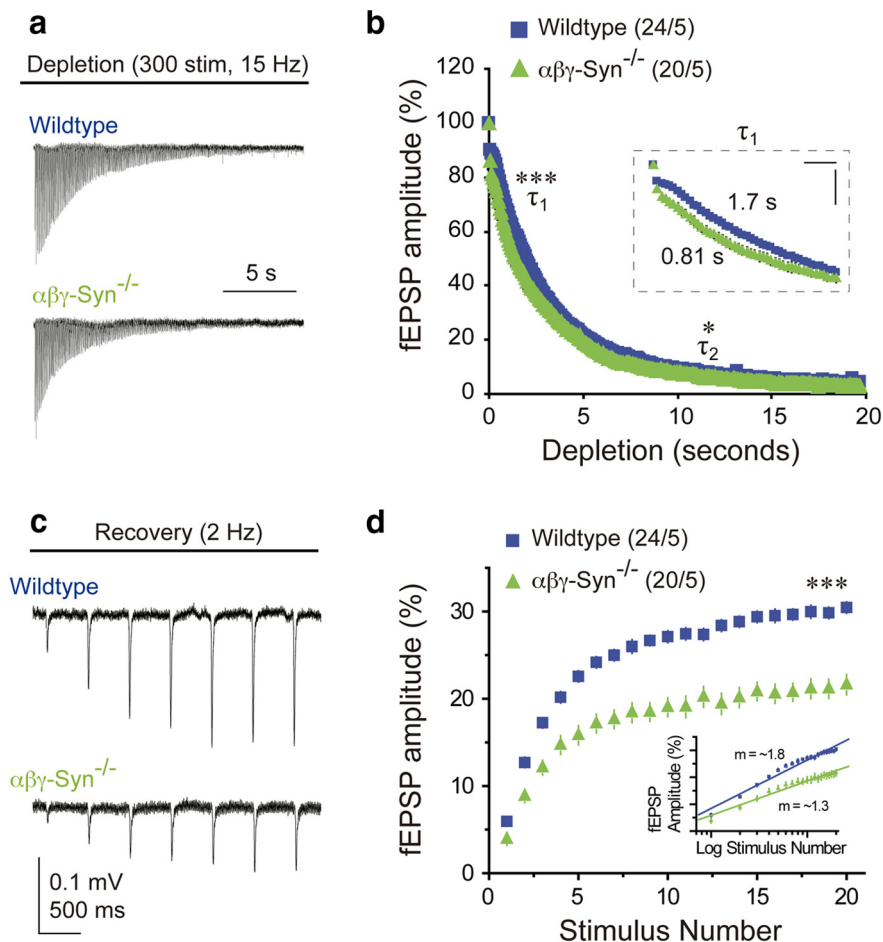 a
Depletion (300 stim, 15 Hz)
Wildtype
5 s
αβγ-Syn-/-
b
Wildtype (24/5)
αβγ-Syn-/- (20/5)
fEPSP amplitude (%)
120
100
80
60
40
20
0
***
τ1
*
τ2
τ1
1.7 s
0.81 s
0
5
10
15
20
Depletion (seconds)
c
Recovery (2 Hz)
Wildtype
αβγ-Syn-/-
0.1 mV
500 ms
d
Wildtype (24/5)
αβγ-Syn-/- (20/5)
***
fEPSP amplitude (%)
30
20
10
0
m = ~1.8
m = ~1.3
fEPSP
Amplitude (%)
Log Stimulus Number
0
5
10
15
20
Stimulus Number